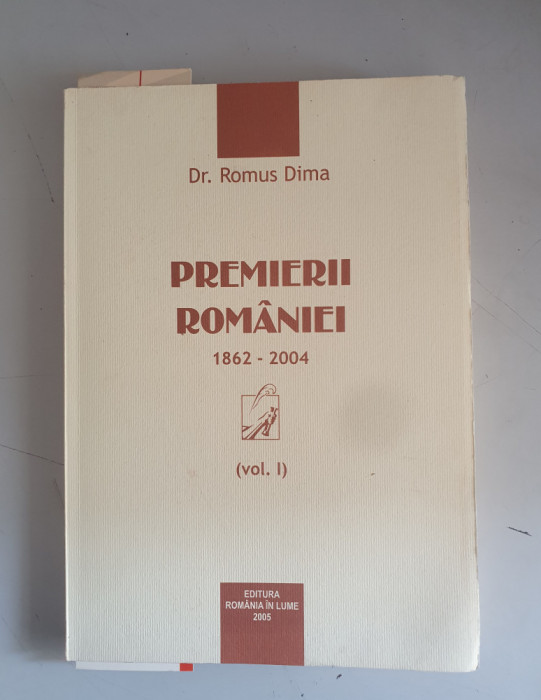 Dr. Romus Dima
PREMIERII
ROMÂNIEI
1862 - 2004
(vol. I)
EDITURA
ROMÂNIA ÎN LUME
2005